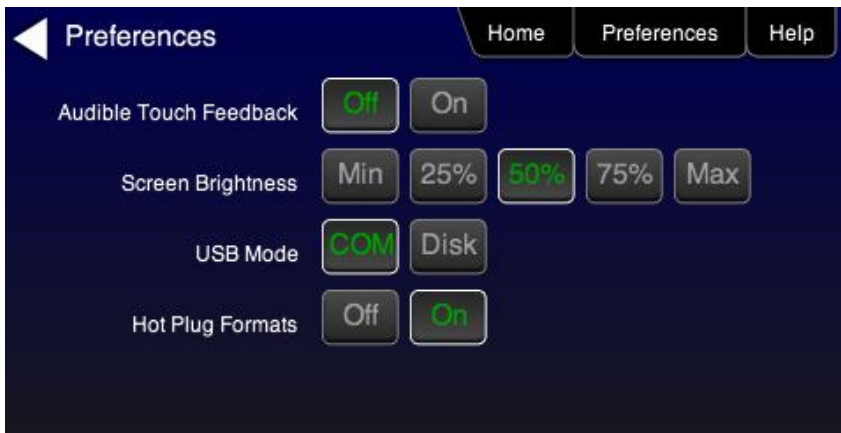 Preferences Home Preferences Help
Audible Touch Feedback Off On
Screen Brightness Min 25% 50% 75% Max
USB Mode COM Disk
Hot Plug Formats Off On